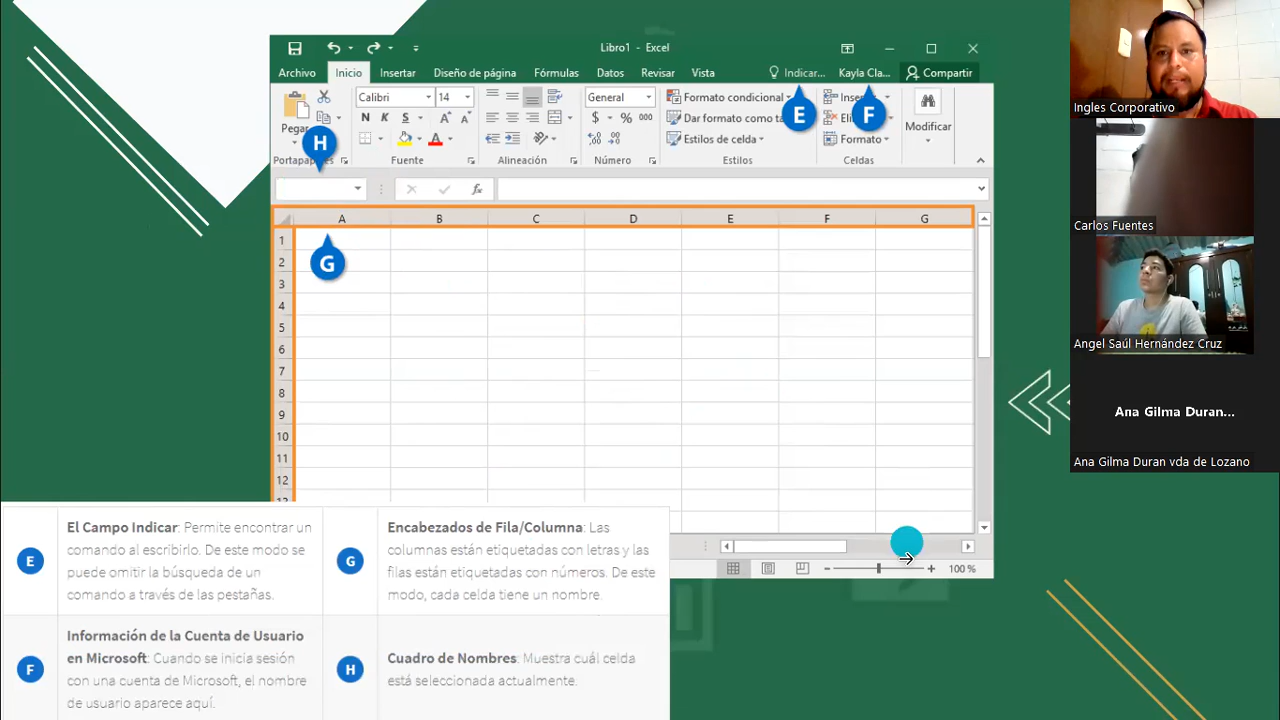 Libro1 - Excel
Archivo Inicio Insertar Diseño de página Fórmulas Datos Revisar Vista Indicar... Kayla Cla... Compartir
Pegar
Calibri 14
General
Formato condicional
Dar formato como ta
Estilos de celda
Formato
Modificar
N K S
$ % 000
Fuente Alineación Número Estilos Celdas
E
F
H
fx
A B C D E F G
1
2
3
4
5
6
7
8
9
10
11
12
G
100 %
E
El Campo Indicar: Permite encontrar un
comando al escribirlo. De este modo se
puede omitir la búsqueda de un
comando a través de las pestañas.
G
Encabezados de Fila/Columna: Las
columnas están etiquetadas con letras y las
filas están etiquetadas con números. De este
modo, cada celda tiene un nombre.
F
Información de la Cuenta de Usuario
en Microsoft: Cuando se inicia sesión
con una cuenta de Microsoft, el nombre
de usuario aparece aquí.
H
Cuadro de Nombres: Muestra cuál celda
está seleccionada actualmente.
Ingles Corporativo
Carlos Fuentes
Angel Saúl Hernández Cruz
Ana Gilma Duran...
Ana Gilma Duran vda de Lozano